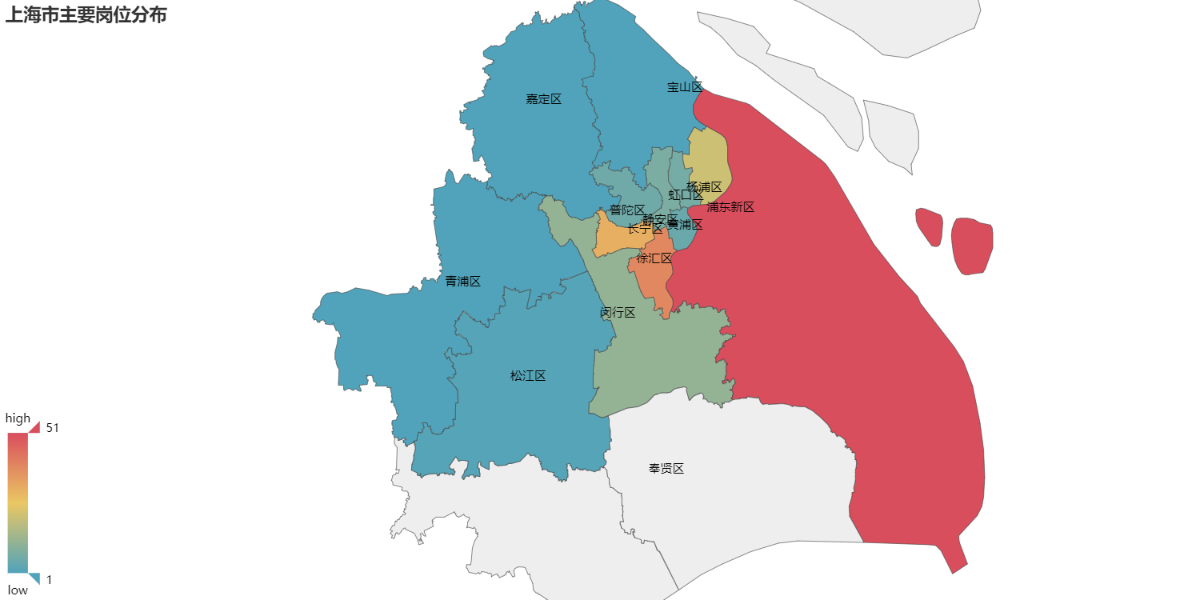 上海市主要岗位分布
宝山区
嘉定区
杨浦区
虹口区
浦东新区
普陀区
静安区
黄浦区
长宁区
徐汇区
青浦区
闵行区
松江区
high
51
奉贤区
1
low